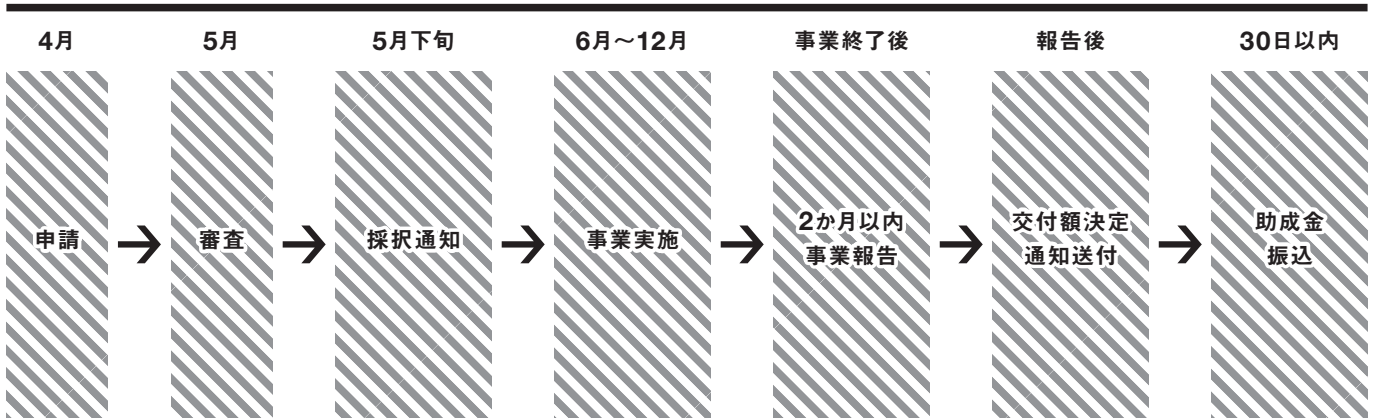 4月
5月
5月下旬
6月～12月
事業終了後
報告後
30日以内
申請
審査
採択通知
事業実施
2か月以内
事業報告
交付額決定
通知送付
助成金
振込